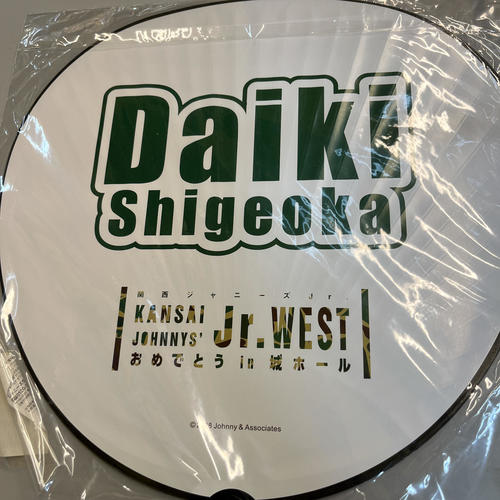 Daiki
Shigeoka
関西ジャニーズJr.
KANSAI
JOHNNYS' Jr.WEST
おめでとう in 城ホール
Johnny & Associates